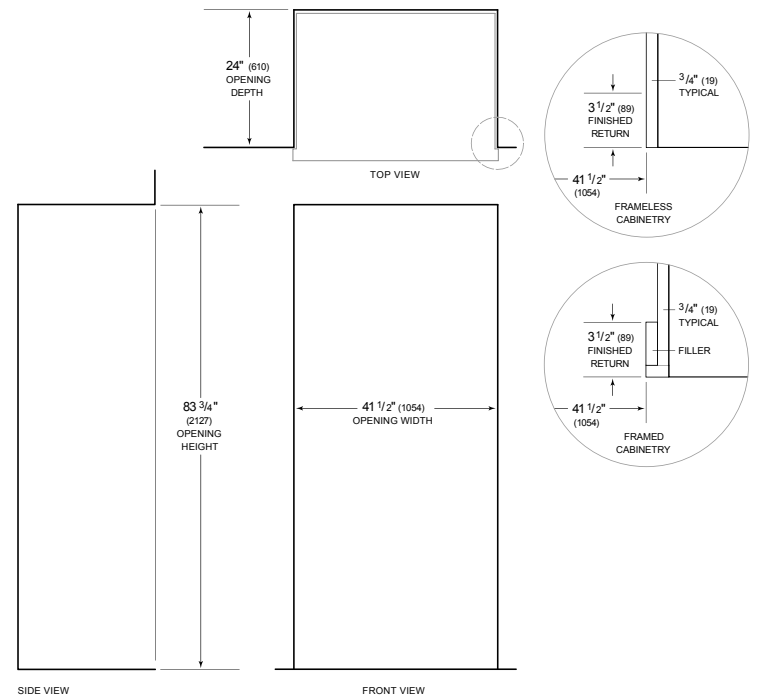 24" (610)
OPENING
DEPTH
TOP VIEW
3/4" (19)
TYPICAL
3 1/2" (89)
FINISHED
RETURN
41 1/2"
(1054)
FRAMELESS
CABINETRY
3/4" (19)
TYPICAL
3 1/2" (89)
FINISHED
RETURN
FILLER
41 1/2"
(1054)
FRAMED
CABINETRY
83 3/4"
(2127)
OPENING
HEIGHT
41 1/2" (1054)
OPENING WIDTH
SIDE VIEW
FRONT VIEW